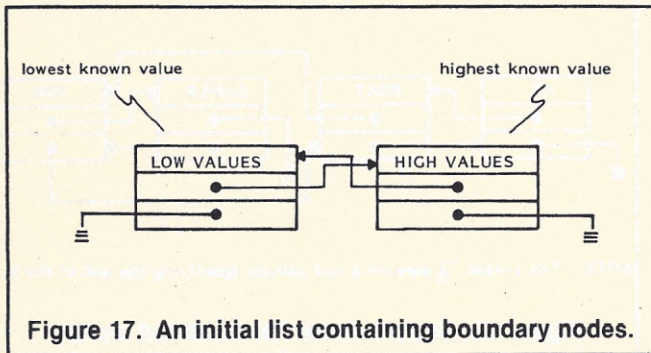 lowest known value
highest known value
LOW VALUES
HIGH VALUES
Figure 17. An initial list containing boundary nodes.